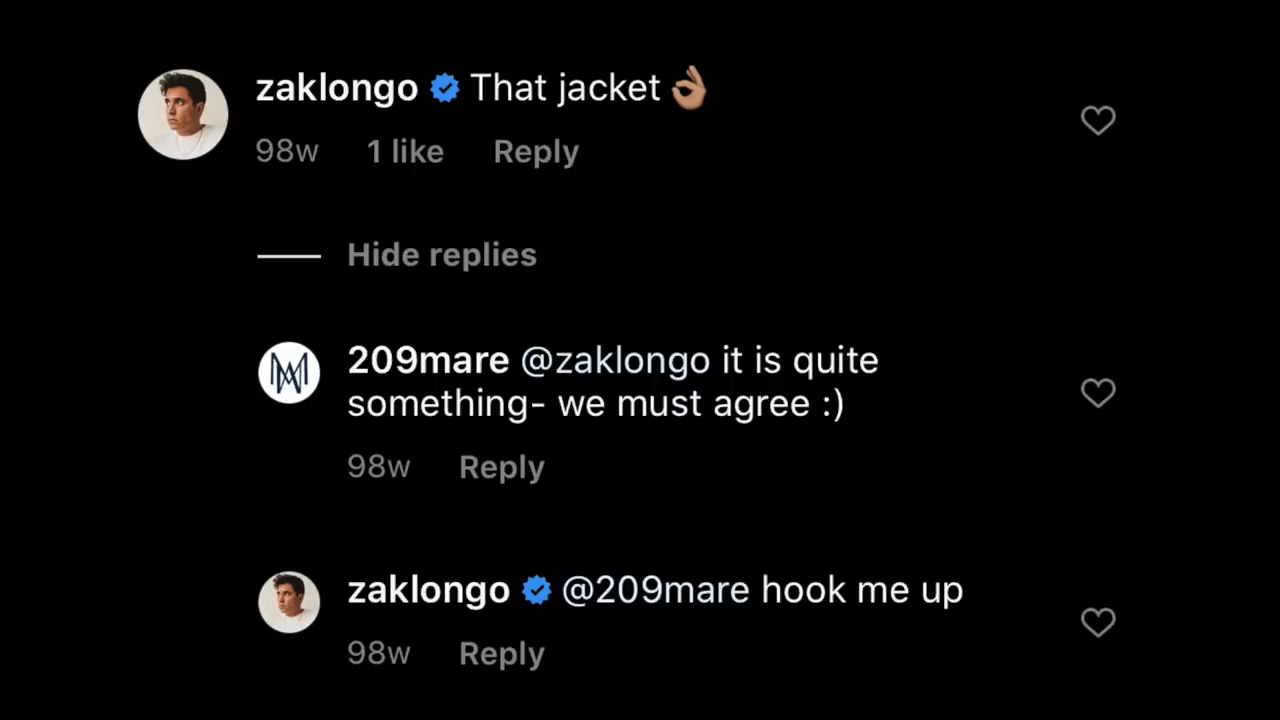 zaklongo That jacket 👌🏽
98w 1 like Reply
Hide replies
209mare @zaklongo it is quite
something- we must agree :)
98w Reply
zaklongo @209mare hook me up
98w Reply